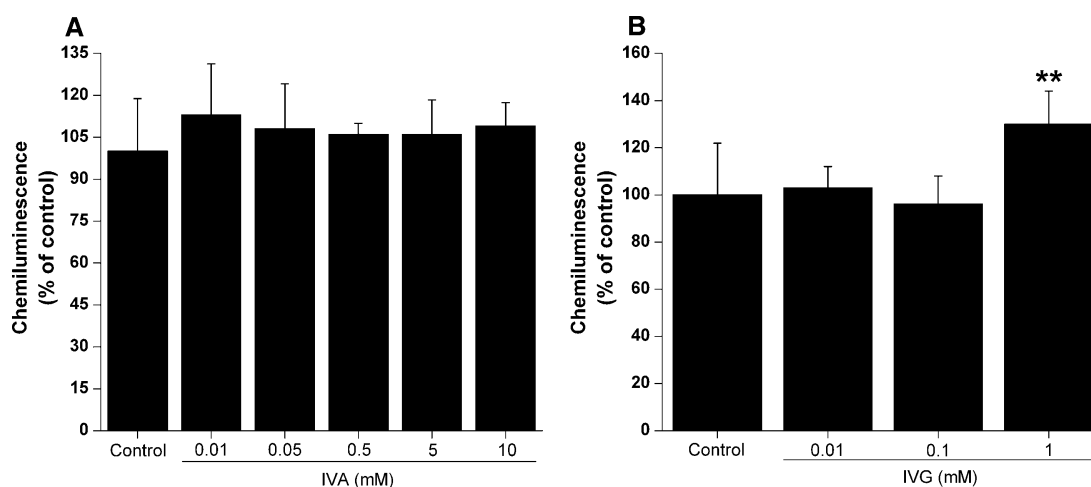 A
Chemiluminescence
(% of control)
135
120
105
90
75
60
45
30
15
0
Control 0.01 0.05 0.5 5 10
IVA (mM)
B
Chemiluminescence
(% of control)
160
140
120
100
80
60
40
20
0
**
Control 0.01 0.1 1
IVG (mM)